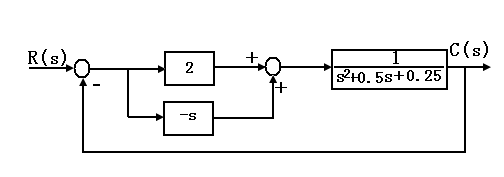 R(s)
-
2
-s
+
+
1
s²+0.5s+0.25
C(s)